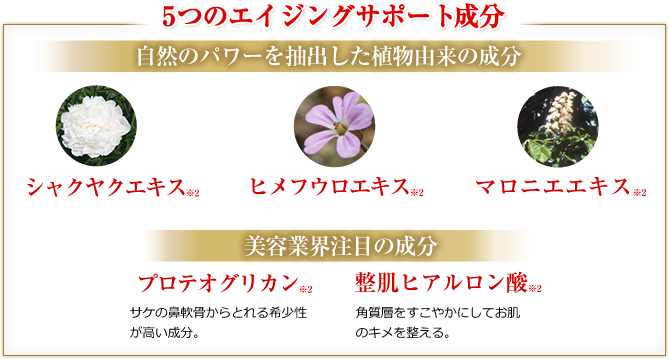 5つのエイジングサポート成分
自然のパワーを抽出した植物由来の成分
シャクヤクエキス※2
ヒメフウロエキス※2
マロニエエキス※2
美容業界注目の成分
プロテオグリカン※2
整肌ヒアルロン酸※2
サケの鼻軟骨からとれる希少性
が高い成分。
角質層をすこやかにしてお肌
のキメを整える。